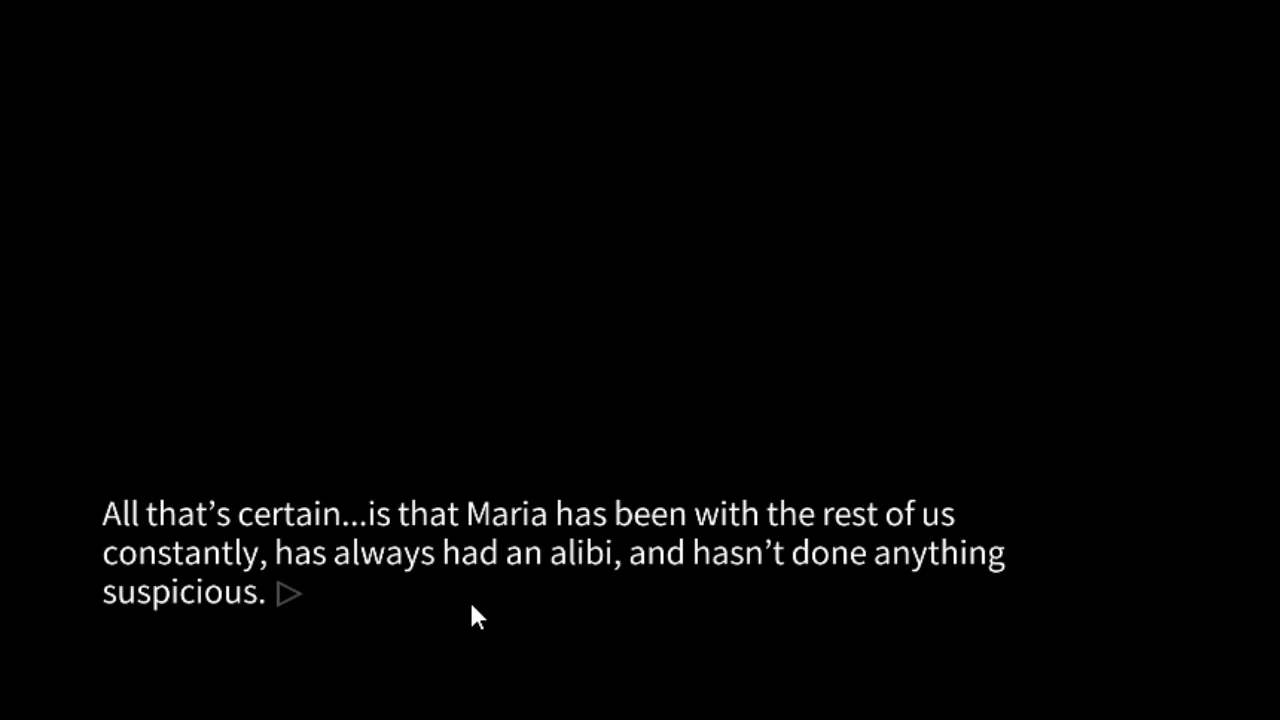 All that’s certain...is that Maria has been with the rest of us
constantly, has always had an alibi, and hasn’t done anything
suspicious.